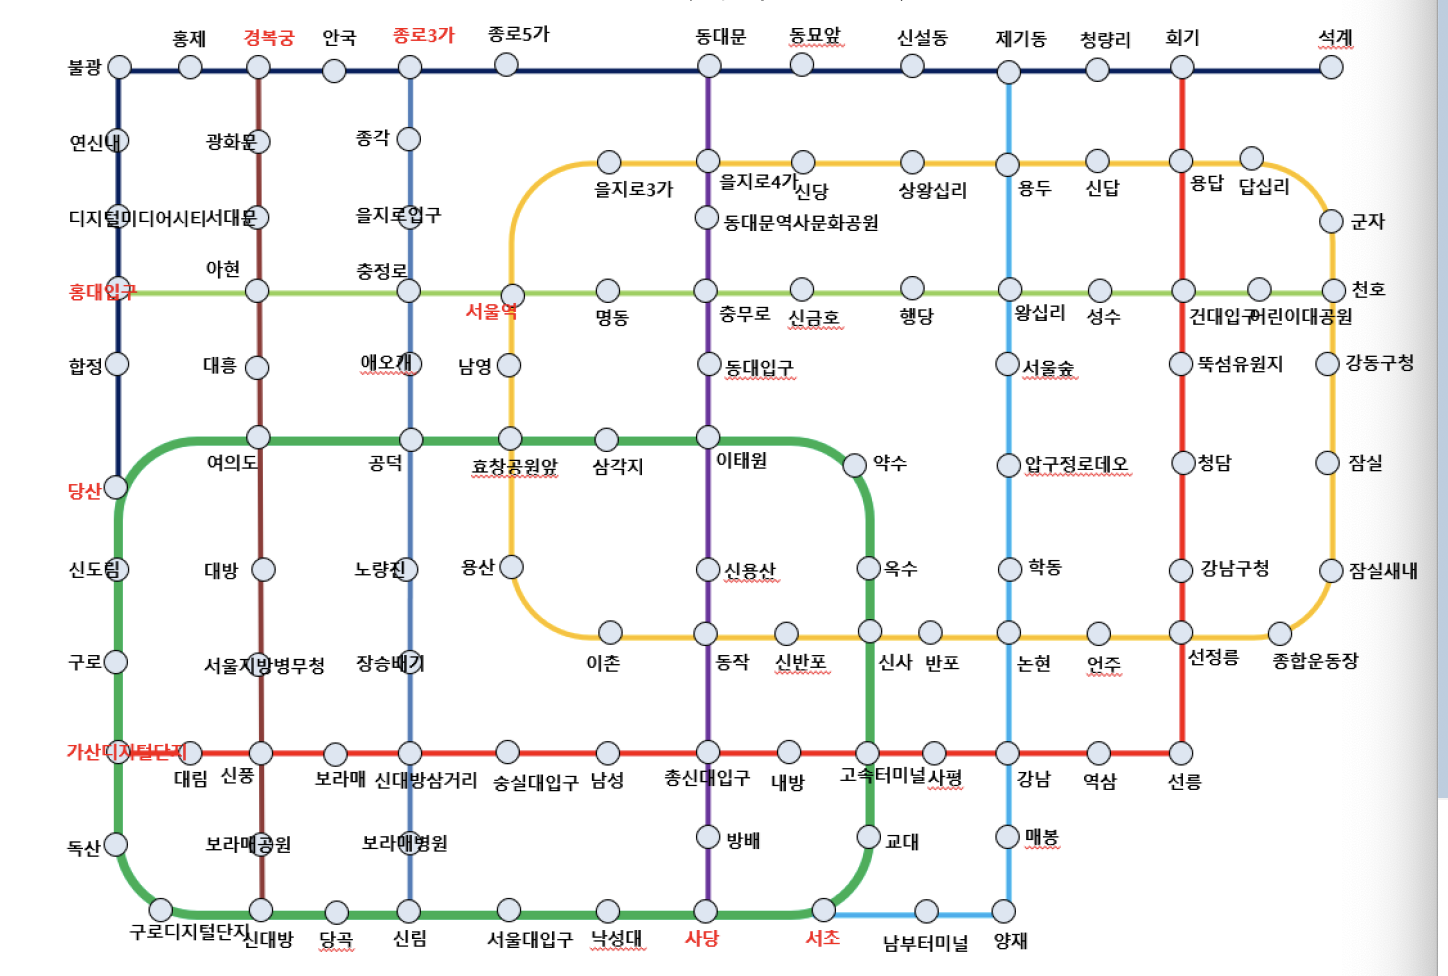 홍제 경복궁 안국 종로3가 종로5가 동대문 동묘앞 신설동 제기동 청량리 회기 석계
불광
연신내 광화문 종각
을지로3가 을지로4가 신당 상왕십리 용두 신답 용답 답십리
디지털미디어시티 서대문 을지로입구 동대문역사문화공원 군자
아현 충정로
홍대입구 서울역 명동 충무로 신금호 행당 왕십리 성수 건대입구 어린이대공원 천호
합정 대흥 애오개 남영 동대입구 서울숲 뚝섬유원지 강동구청
여의도 공덕 효창공원앞 삼각지 이태원 약수 압구정로데오 청담 잠실
당산
신도림 대방 노량진 용산 신용산 옥수 학동 강남구청 잠실새내
구로 서울지방병무청 장승배기 이촌 동작 신반포 신사 반포 논현 언주 선정릉 종합운동장
가산디지털단지 대림 신풍 보라매 신대방삼거리 숭실대입구 남성 총신대입구 내방 고속터미널 사평 강남 역삼 선릉
독산 보라매공원 보라매병원 방배 교대 매봉
구로디지털단지 신대방 당곡 신림 서울대입구 낙성대 사당 서초 남부터미널 양재